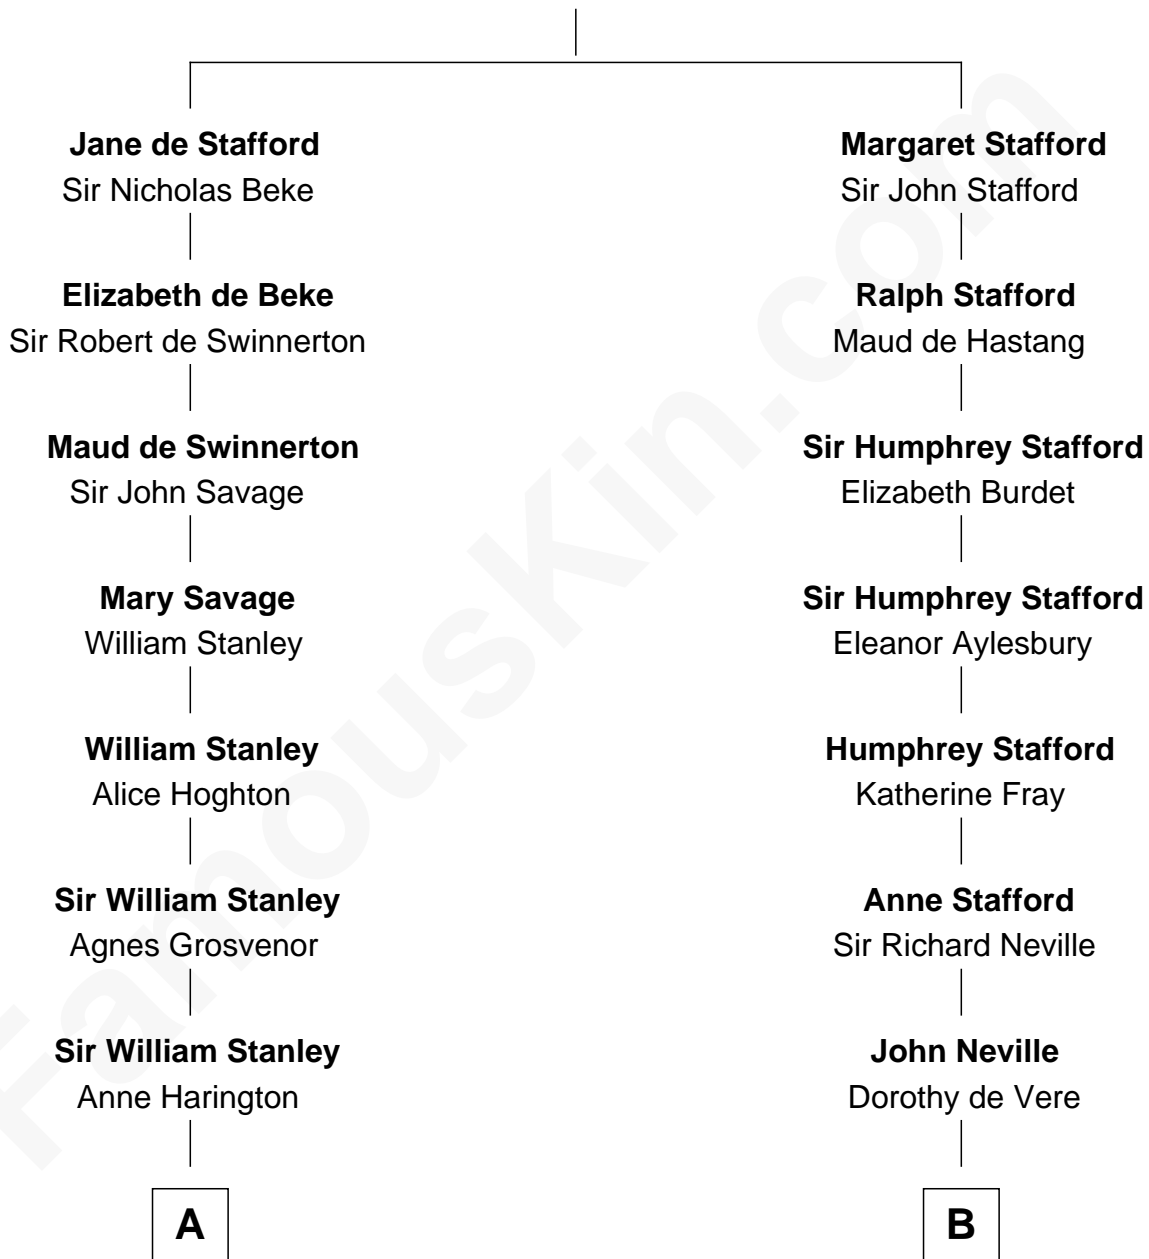 Jane de Stafford
Sir Nicholas Beke
Elizabeth de Beke
Sir Robert de Swinnerton
Maud de Swinnerton
Sir John Savage
Mary Savage
William Stanley
William Stanley
Alice Hoghton
Sir William Stanley
Agnes Grosvenor
Sir William Stanley
Anne Harington
A
Margaret Stafford
Sir John Stafford
Ralph Stafford
Maud de Hastang
Sir Humphrey Stafford
Elizabeth Burdet
Sir Humphrey Stafford
Eleanor Aylesbury
Humphrey Stafford
Katherine Fray
Anne Stafford
Sir Richard Neville
John Neville
Dorothy de Vere
B
FamousKin.com